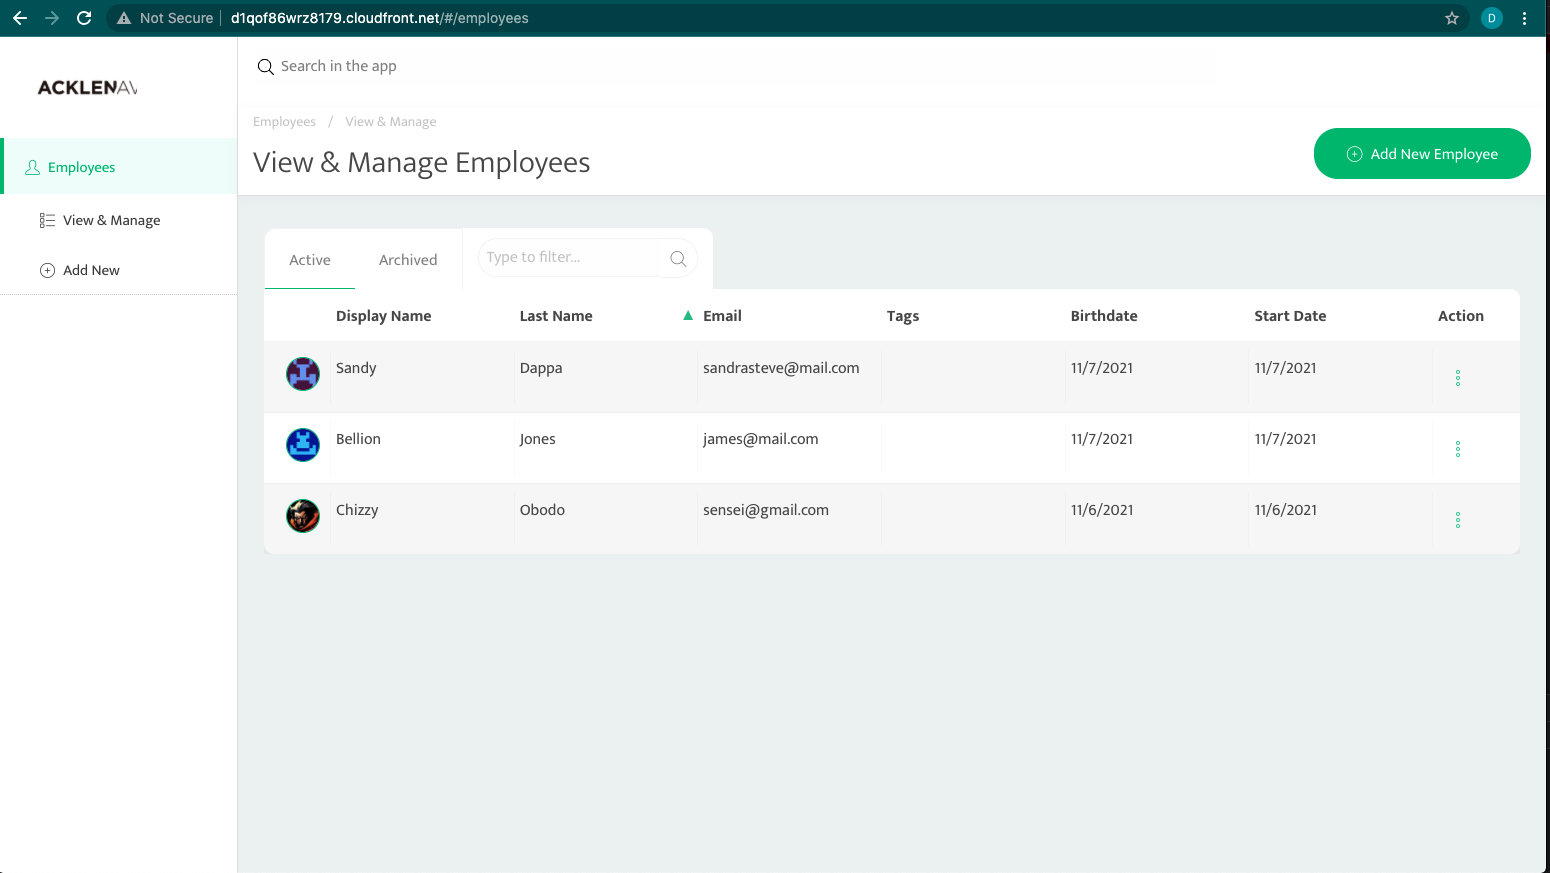 Not Secure d1qof86wrz8179.cloudfront.net/#/employees D
ACKLENAV
Search in the app
Employees / View & Manage
View & Manage Employees
Add New Employee
Employees
View & Manage
Add New
Active Archived Type to filter...
Display Name Last Name Email Tags Birthdate Start Date Action
Sandy Dappa sandrasteve@mail.com 11/7/2021 11/7/2021
Bellion Jones james@mail.com 11/7/2021 11/7/2021
Chizzy Obodo sensei@gmail.com 11/6/2021 11/6/2021